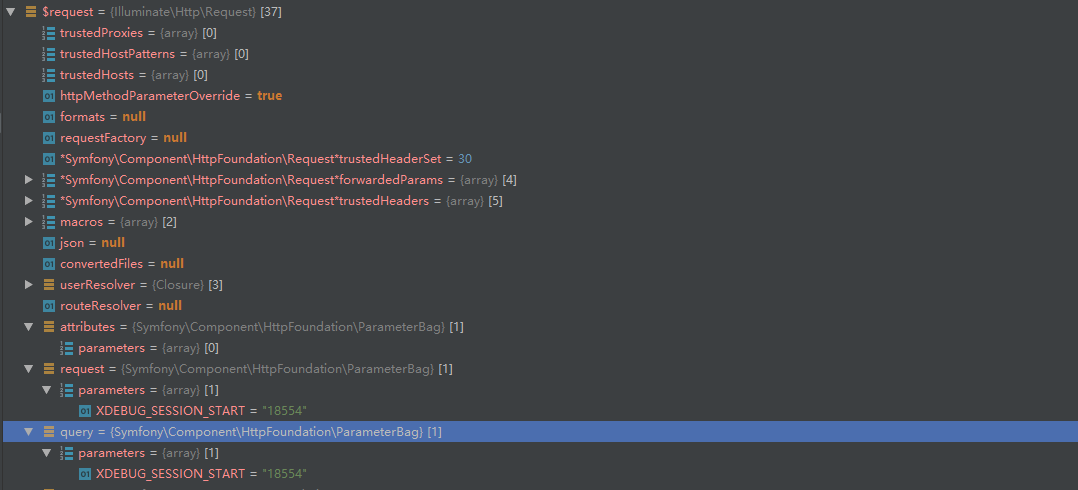 $request = {Illuminate\Http\Request} [37]
trustedProxies = {array} [0]
trustedHostPatterns = {array} [0]
trustedHosts = {array} [0]
httpMethodParameterOverride = true
formats = null
requestFactory = null
*Symfony\Component\HttpFoundation\Request*trustedHeaderSet = 30
*Symfony\Component\HttpFoundation\Request*forwardedParams = {array} [4]
*Symfony\Component\HttpFoundation\Request*trustedHeaders = {array} [5]
macros = {array} [2]
json = null
convertedFiles = null
userResolver = {Closure} [3]
routeResolver = null
attributes = {Symfony\Component\HttpFoundation\ParameterBag} [1]
parameters = {array} [0]
request = {Symfony\Component\HttpFoundation\ParameterBag} [1]
parameters = {array} [1]
XDEBUG_SESSION_START = "18554"
query = {Symfony\Component\HttpFoundation\ParameterBag} [1]
parameters = {array} [1]
XDEBUG_SESSION_START = "18554"